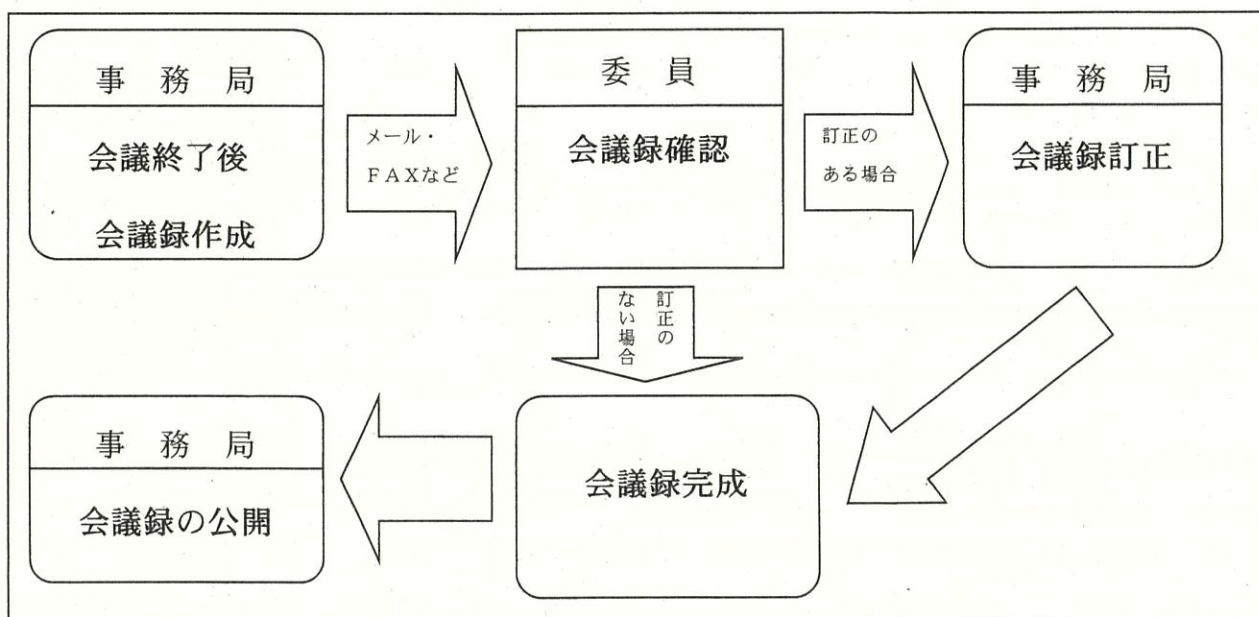 事 務 局
会議終了後
会議録作成
メール・
ＦＡＸなど
委 員
会議録確認
訂正の
ある場合
事 務 局
会議録訂正
訂正の
ない場合
会議録完成
事 務 局
会議録の公開